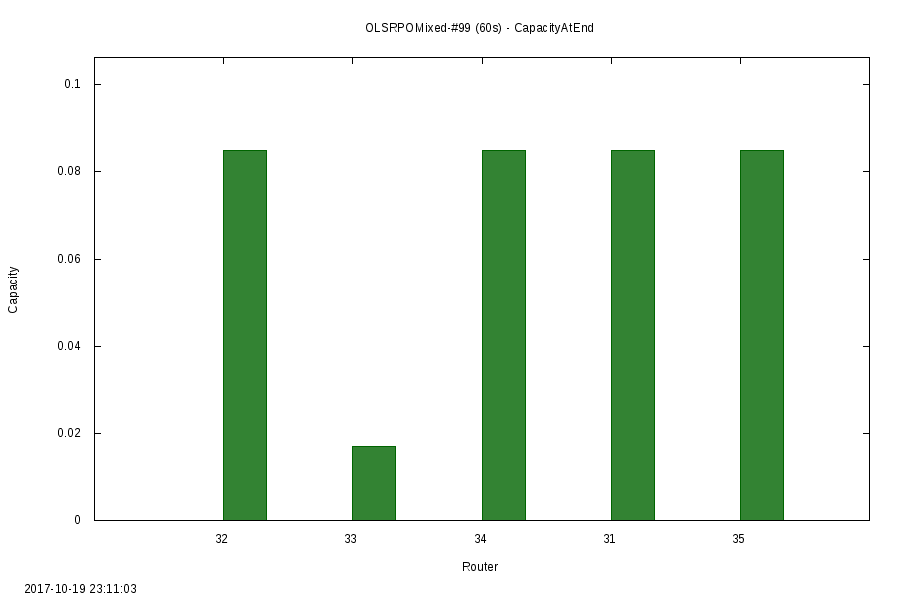 OLSRPOMixed-#99 (60s) - CapacityAtEnd
0.1
0.08
0.06
0.04
0.02
0
Capacity
32 33 34 31 35
Router
2017-10-19 23:11:03